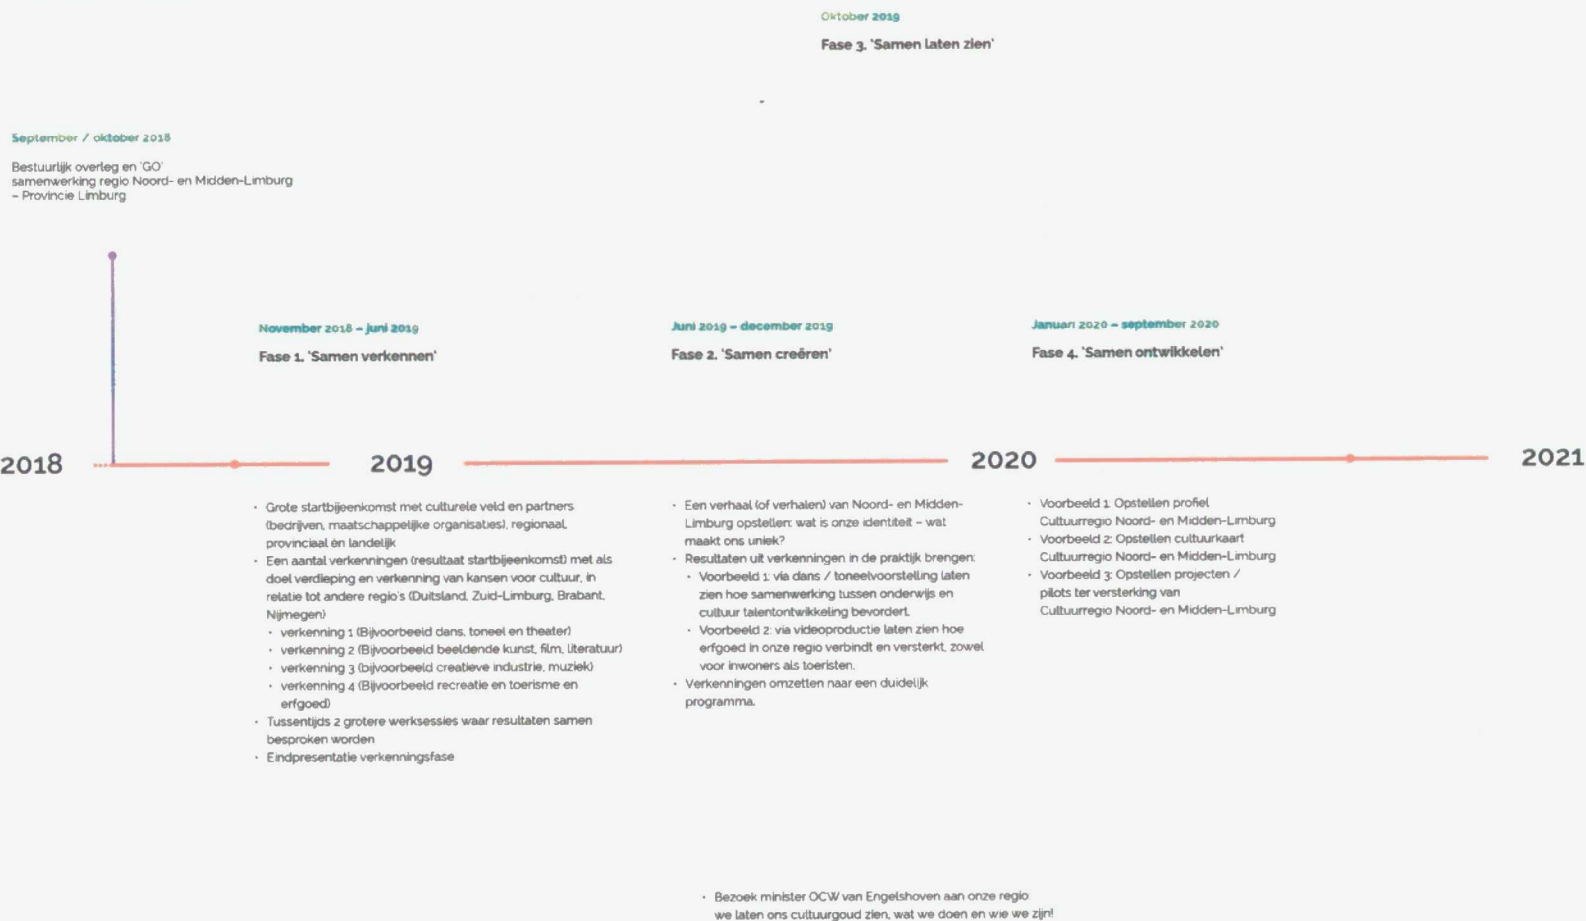 Oktober 2019
Fase 3. 'Samen laten zien'
September / oktober 2018
Bestuurlijk overleg en 'GO'
samenwerking regio Noord- en Midden-Limburg
– Provincie Limburg
November 2018 – juni 2019
Fase 1. 'Samen verkennen'
Juni 2019 – december 2019
Fase 2. 'Samen creëren'
Januari 2020 – september 2020
Fase 4. 'Samen ontwikkelen'
2018
2019
2020
2021
• Grote startbijeenkomst met culturele veld en partners
(bedrijven, maatschappelijke organisaties), regionaal,
provinciaal én landelijk
• Een aantal verkenningen (resultaat startbijeenkomst) met als
doel verdieping en verkenning van kansen voor cultuur, in
relatie tot andere regio's (Duitsland, Zuid-Limburg, Brabant,
Nijmegen)
• verkenning 1 (Bijvoorbeeld dans, toneel en theater)
• verkenning 2 (Bijvoorbeeld beeldende kunst, film, literatuur)
• verkenning 3 (bijvoorbeeld creatieve industrie, muziek)
• verkenning 4 (Bijvoorbeeld recreatie en toerisme en
erfgoed)
• Tussentijds 2 grotere werksessies waar resultaten samen
besproken worden
• Eindpresentatie verkenningsfase
• Een verhaal (of verhalen) van Noord- en Midden-
Limburg opstellen: wat is onze identiteit – wat
maakt ons uniek?
• Resultaten uit verkenningen in de praktijk brengen:
• Voorbeeld 1: via dans / toneelvoorstelling laten
zien hoe samenwerking tussen onderwijs en
cultuur talentontwikkeling bevordert.
• Voorbeeld 2: via videoproductie laten zien hoe
erfgoed in onze regio verbindt en versterkt, zowel
voor inwoners als toeristen.
• Verkenningen omzetten naar een duidelijk
programma.
• Voorbeeld 1: Opstellen profiel
Cultuurregio Noord- en Midden-Limburg
• Voorbeeld 2: Opstellen cultuurkaart
Cultuurregio Noord- en Midden-Limburg
• Voorbeeld 3: Opstellen projecten /
pilots ter versterking van
Cultuurregio Noord- en Midden-Limburg
• Bezoek minister OCW van Engelshoven aan onze regio
we laten ons cultuurgoud zien, wat we doen en wie we zijn!